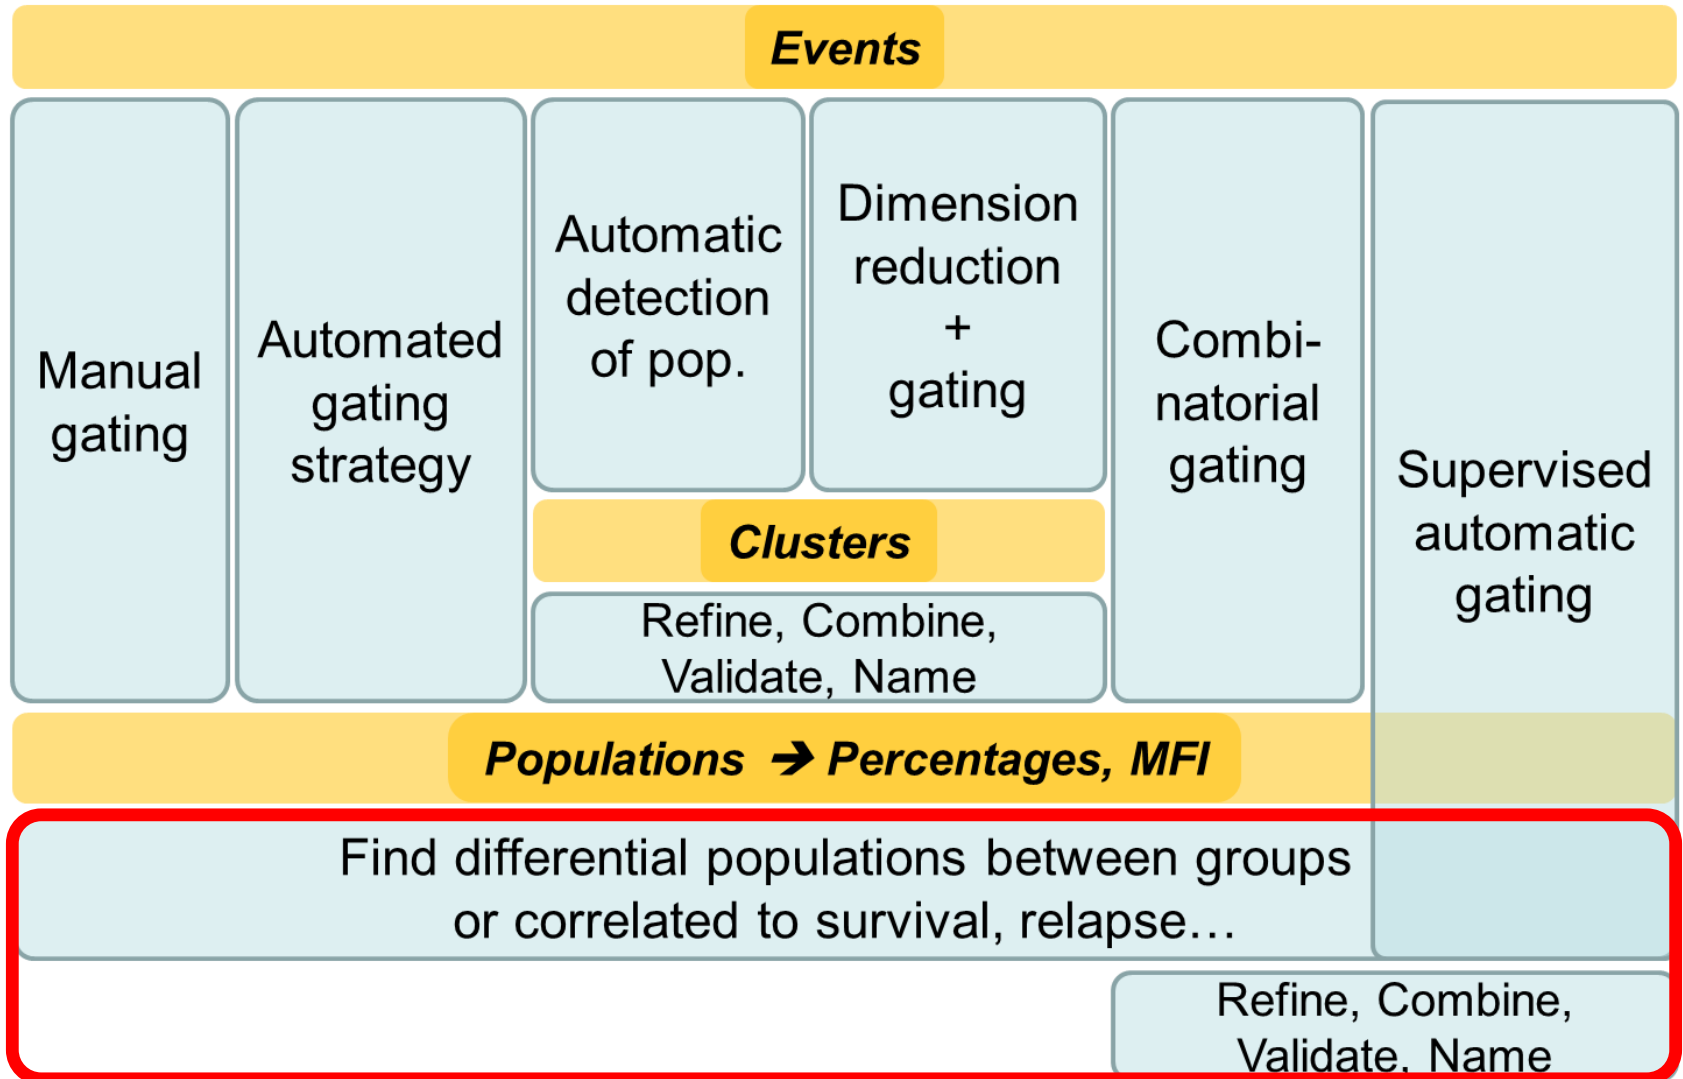 Events
Manual
gating
Automated
gating
strategy
Automatic
detection
of pop.
Dimension
reduction
+
gating
Combi-
natorial
gating
Supervised
automatic
gating
Clusters
Refine, Combine,
Validate, Name
Populations ➔ Percentages, MFI
Find differential populations between groups
or correlated to survival, relapse…
Refine, Combine,
Validate, Name